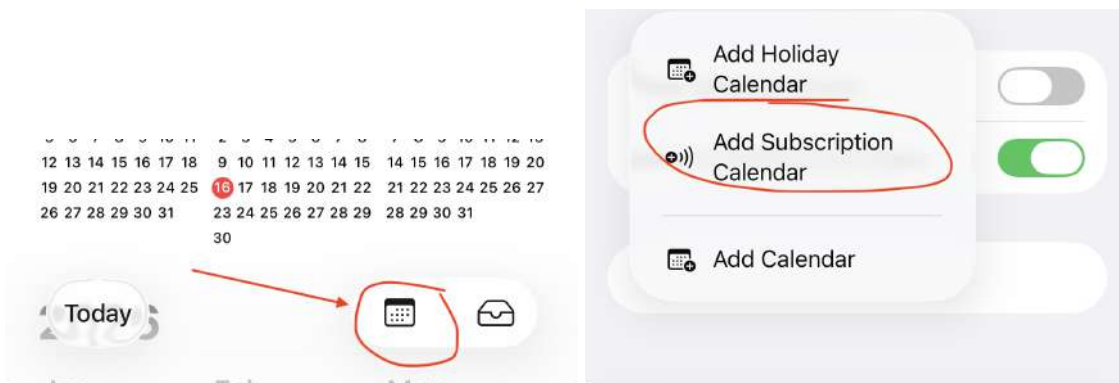 12 13 14 15 16 17 18 9 10 11 12 13 14 15 14 15 16 17 18 19 20
19 20 21 22 23 24 25 16 17 18 19 20 21 22 21 22 23 24 25 26 27
26 27 28 29 30 31 23 24 25 26 27 28 29 28 29 30 31
30
Today
Add Holiday
Calendar
Add Subscription
Calendar
Add Calendar